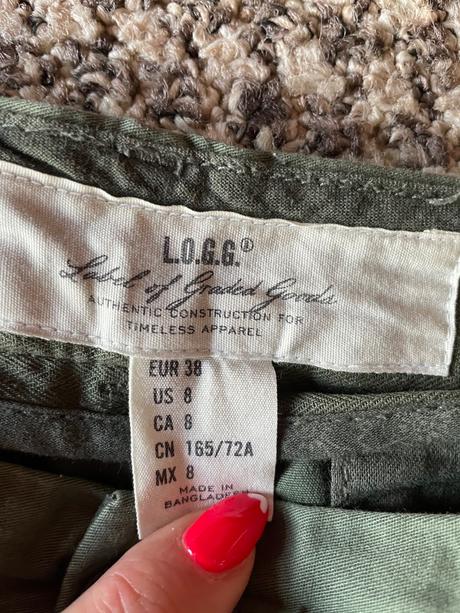 L.O.G.G.®
Label of Graded Goods
AUTHENTIC CONSTRUCTION FOR
TIMELESS APPAREL
EUR 38
US 8
CA 8
CN 165/72A
MX 8
MADE IN
BANGLADESH